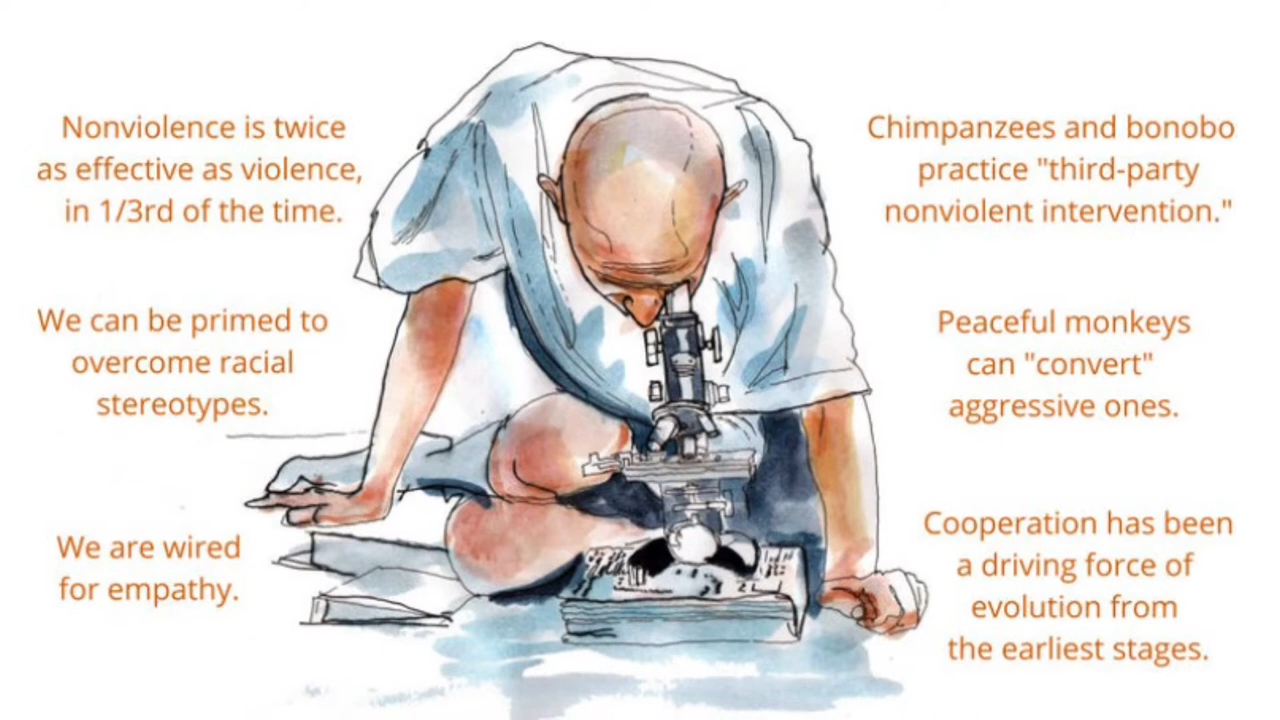 Nonviolence is twice
as effective as violence,
in 1/3rd of the time.
We can be primed to
overcome racial
stereotypes.
We are wired
for empathy.
Chimpanzees and bonobo
practice "third-party
nonviolent intervention."
Peaceful monkeys
can "convert"
aggressive ones.
Cooperation has been
a driving force of
evolution from
the earliest stages.